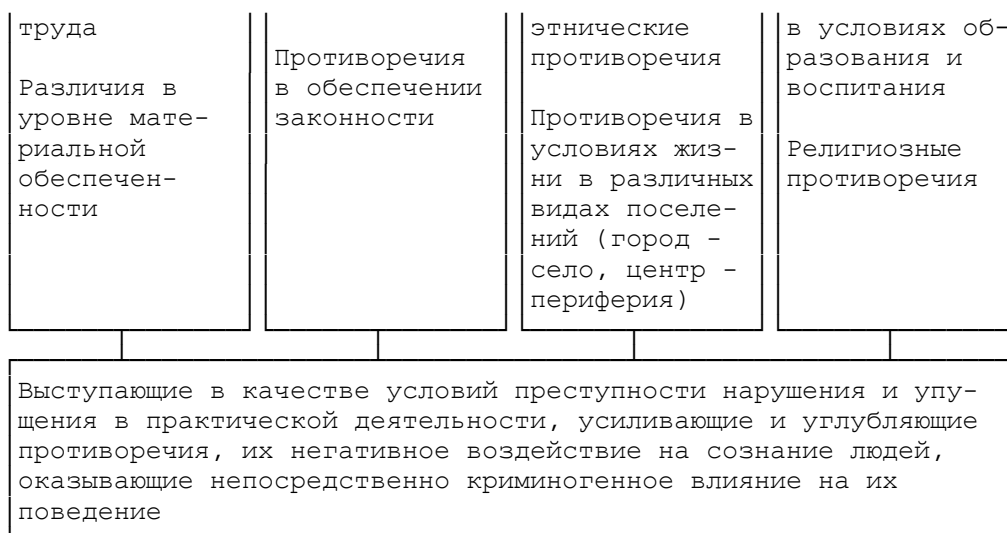 труда
Различия в
уровне мате-
риальной
обеспечен-
ности
Противоречия
в обеспечении
законности
этнические
противоречия
Противоречия в
условиях жиз-
ни в различных
видах поселе-
ний (город -
село, центр -
периферия)
в условиях об-
разования и
воспитания
Религиозные
противоречия
Выступающие в качестве условий преступности нарушения и упу-
щения в практической деятельности, усиливающие и углубляющие
противоречия, их негативное воздействие на сознание людей,
оказывающие непосредственно криминогенное влияние на их
поведение